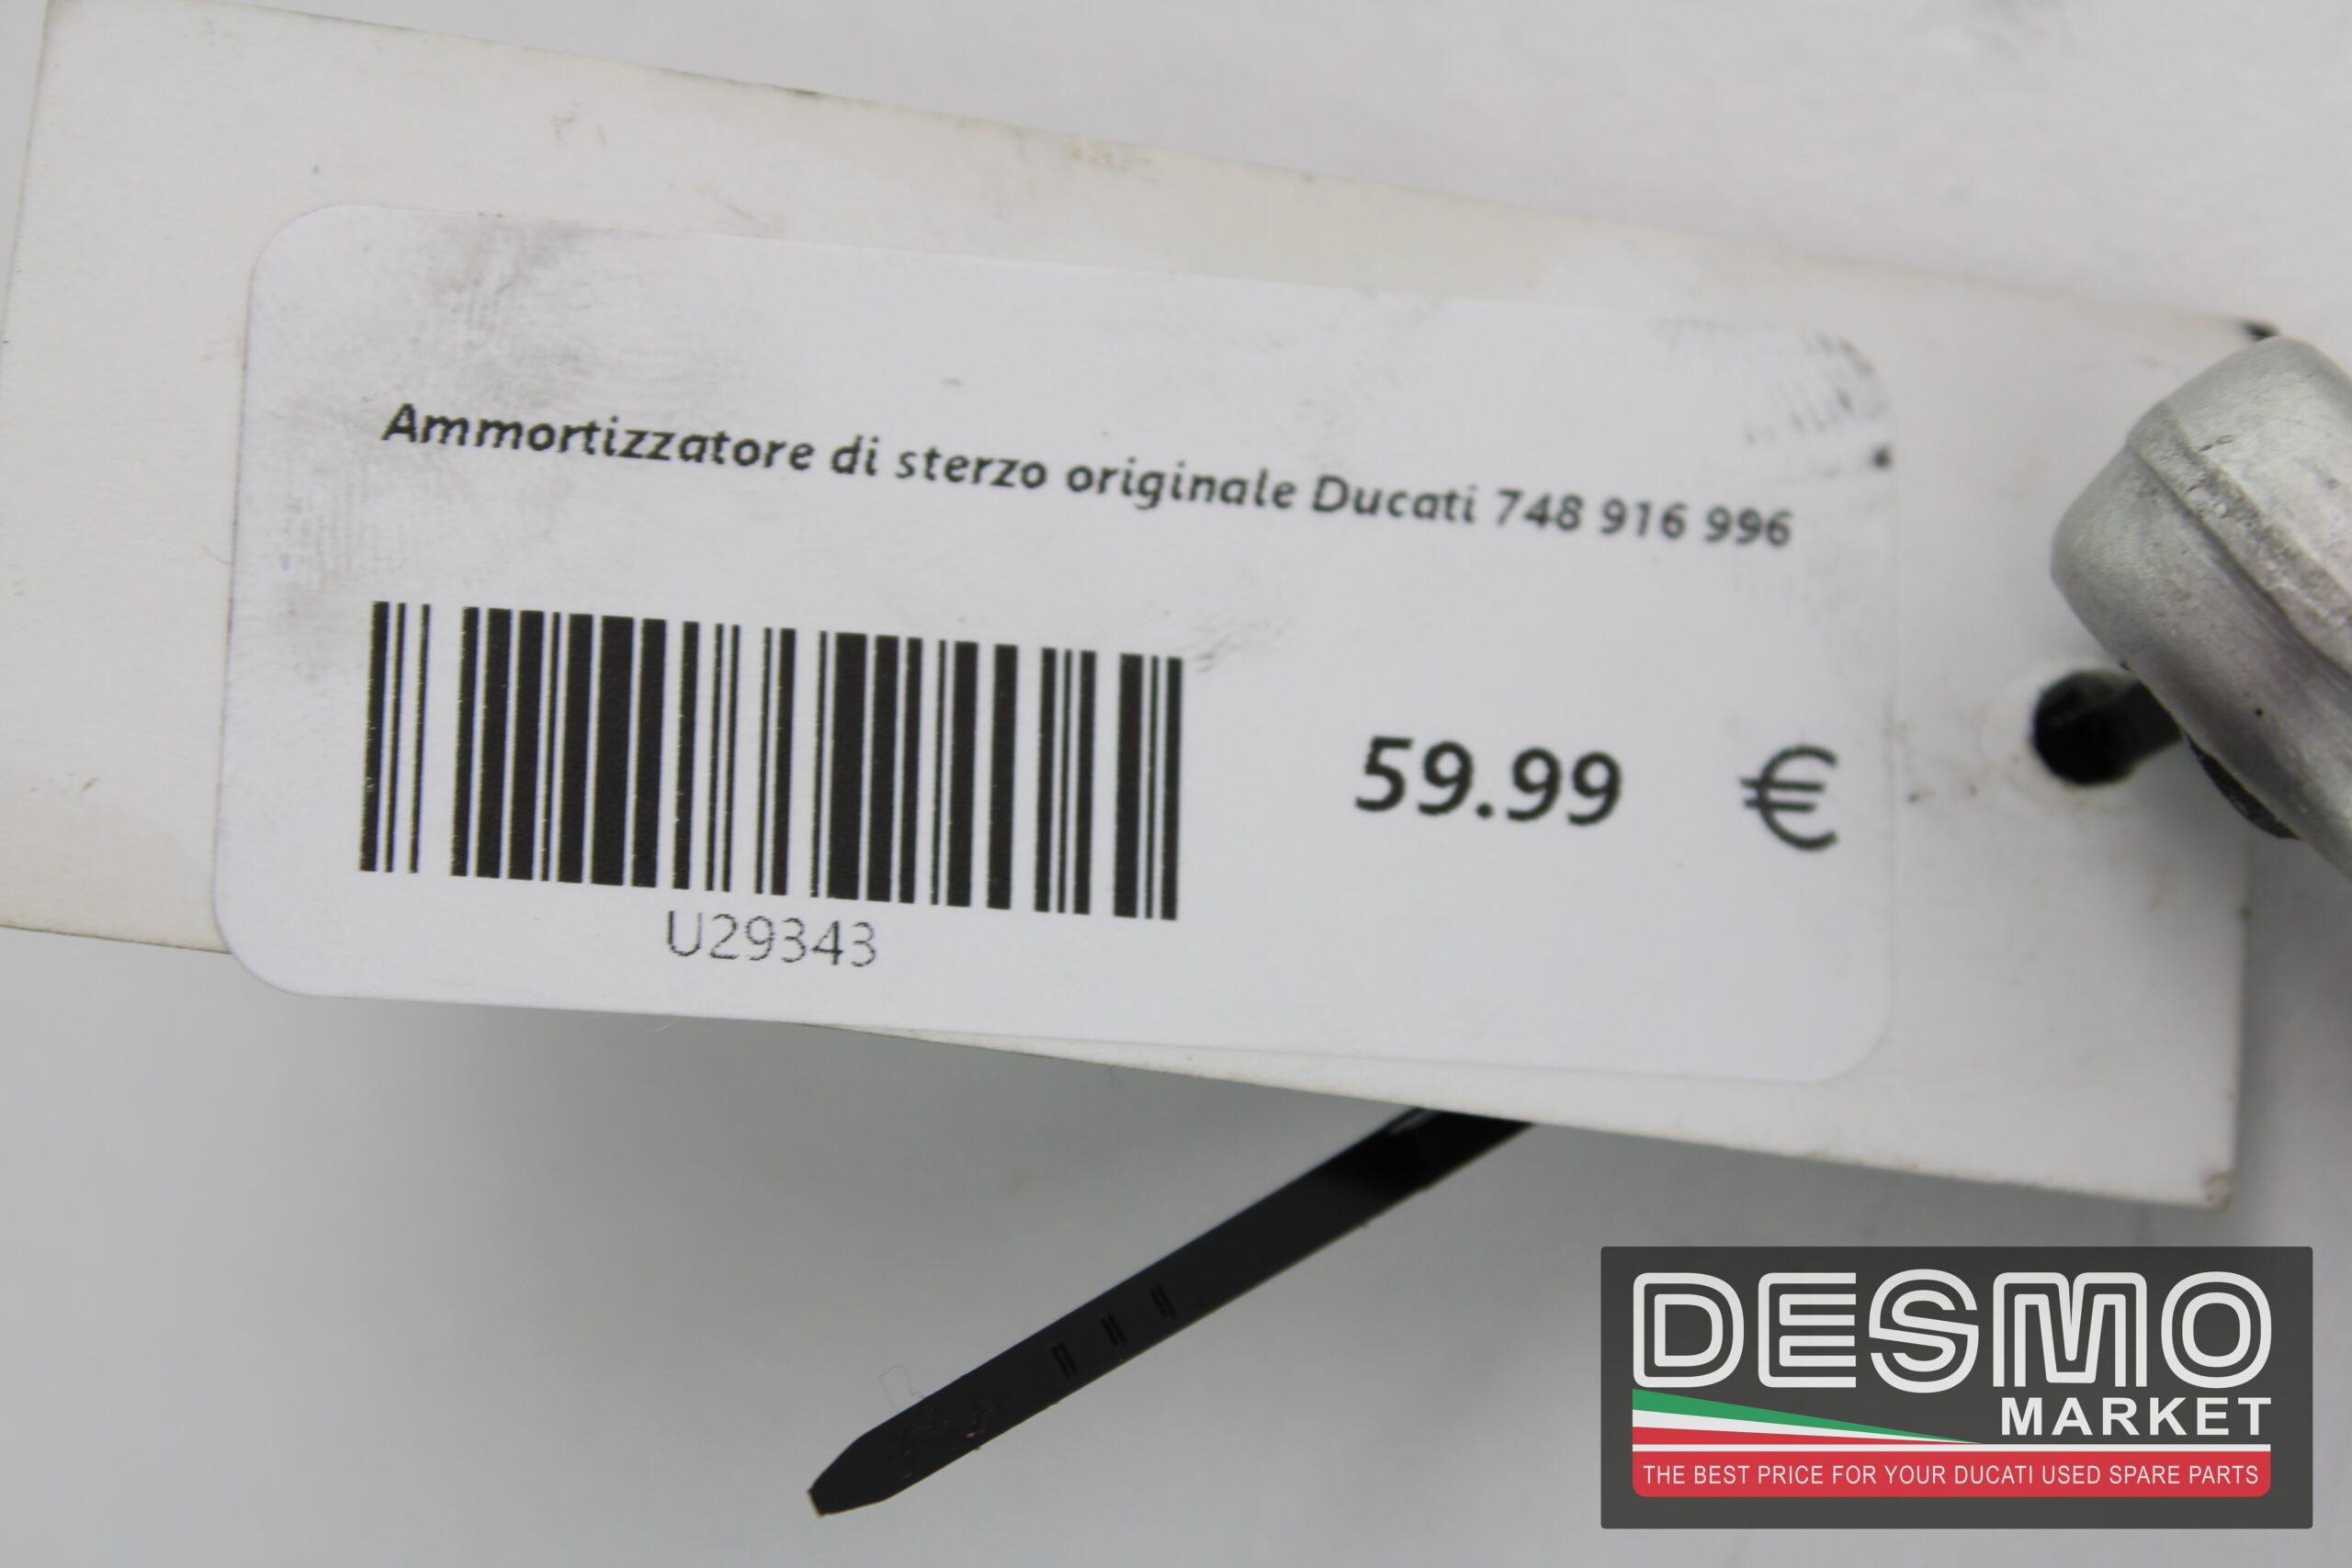 Ammortizzatore di sterzo originale Ducati 748 916 996
59.99 €
U29343
DESMO
MARKET
THE BEST PRICE FOR YOUR DUCATI USED SPARE PARTS